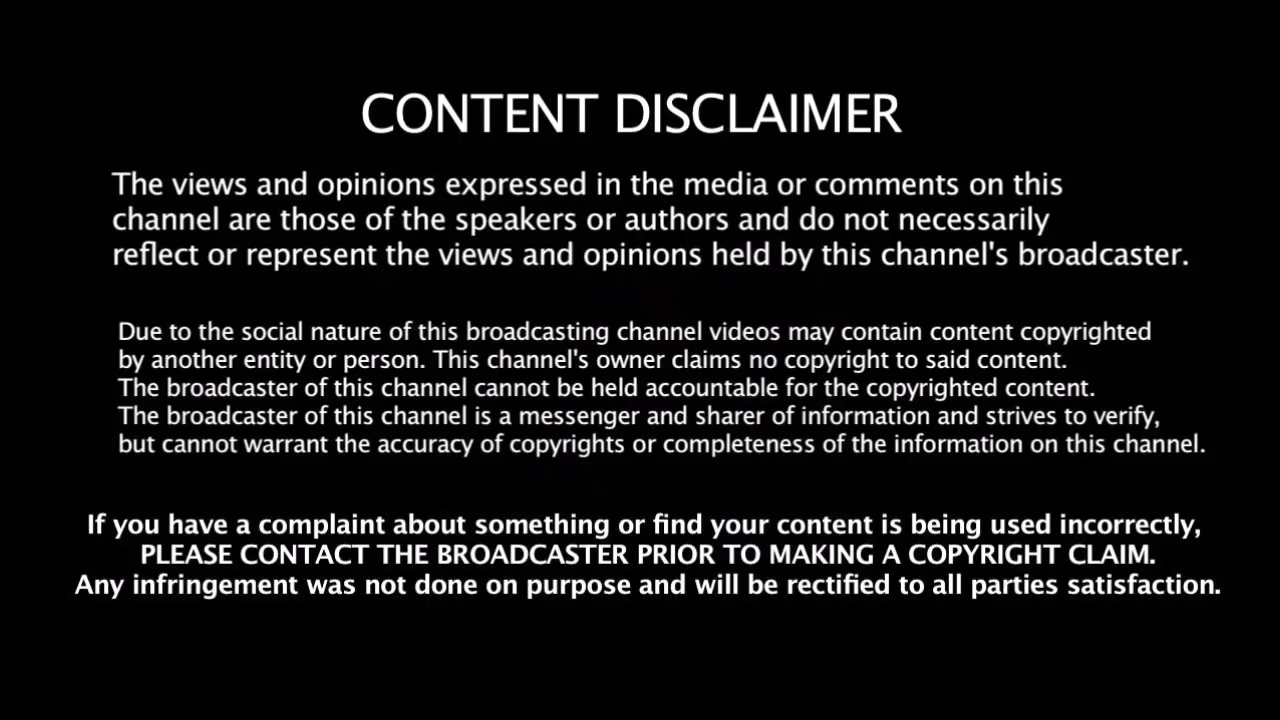 CONTENT DISCLAIMER
The views and opinions expressed in the media or comments on this
channel are those of the speakers or authors and do not necessarily
reflect or represent the views and opinions held by this channel's broadcaster.
Due to the social nature of this broadcasting channel videos may contain content copyrighted
by another entity or person. This channel's owner claims no copyright to said content.
The broadcaster of this channel cannot be held accountable for the copyrighted content.
The broadcaster of this channel is a messenger and sharer of information and strives to verify,
but cannot warrant the accuracy of copyrights or completeness of the information on this channel.
If you have a complaint about something or find your content is being used incorrectly,
PLEASE CONTACT THE BROADCASTER PRIOR TO MAKING A COPYRIGHT CLAIM.
Any infringement was not done on purpose and will be rectified to all parties satisfaction.